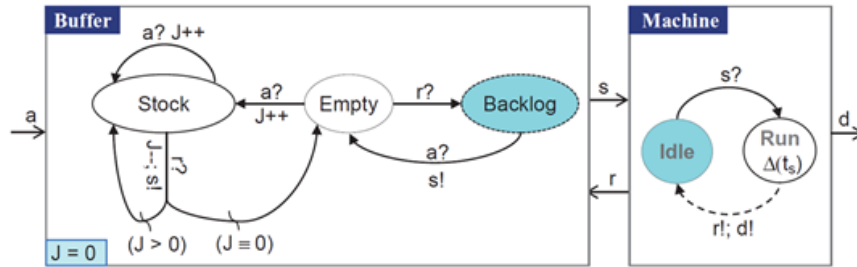 Buffer
Machine
a? J++
a
Stock
a?
J++
Empty
r?
Backlog
a?
s!
s
r
s?
Idle
Run
Δ(tₛ)
d
r!; d!
r?
J--; s!
(J > 0)
(J ≡ 0)
J = 0